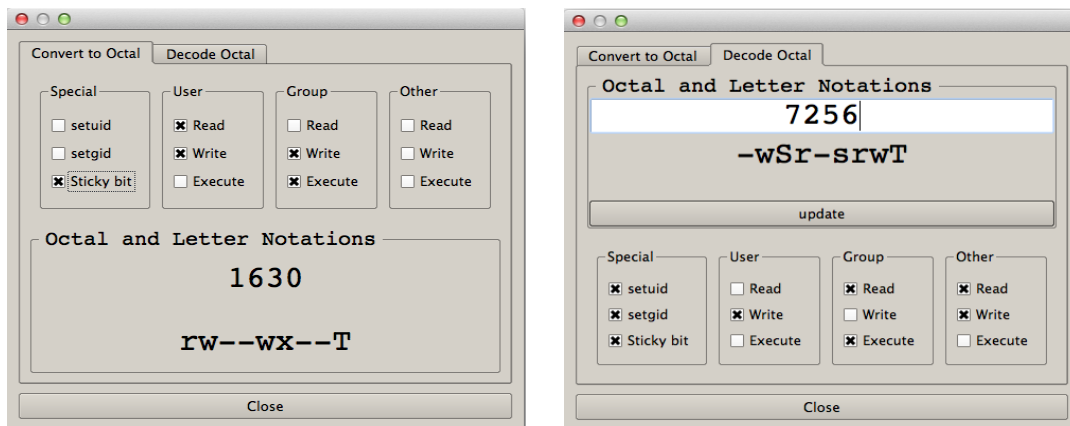 Convert to Octal Decode Octal
Special User Group Other
setuid Read Read Read
setgid Write Write Write
Sticky bit Execute Execute Execute
Octal and Letter Notations
1630
rw--wx--T
Close
Convert to Octal Decode Octal
Octal and Letter Notations
7256
-wSr-srwT
update
Special User Group Other
setuid Read Read Read
setgid Write Write Write
Sticky bit Execute Execute Execute
Close